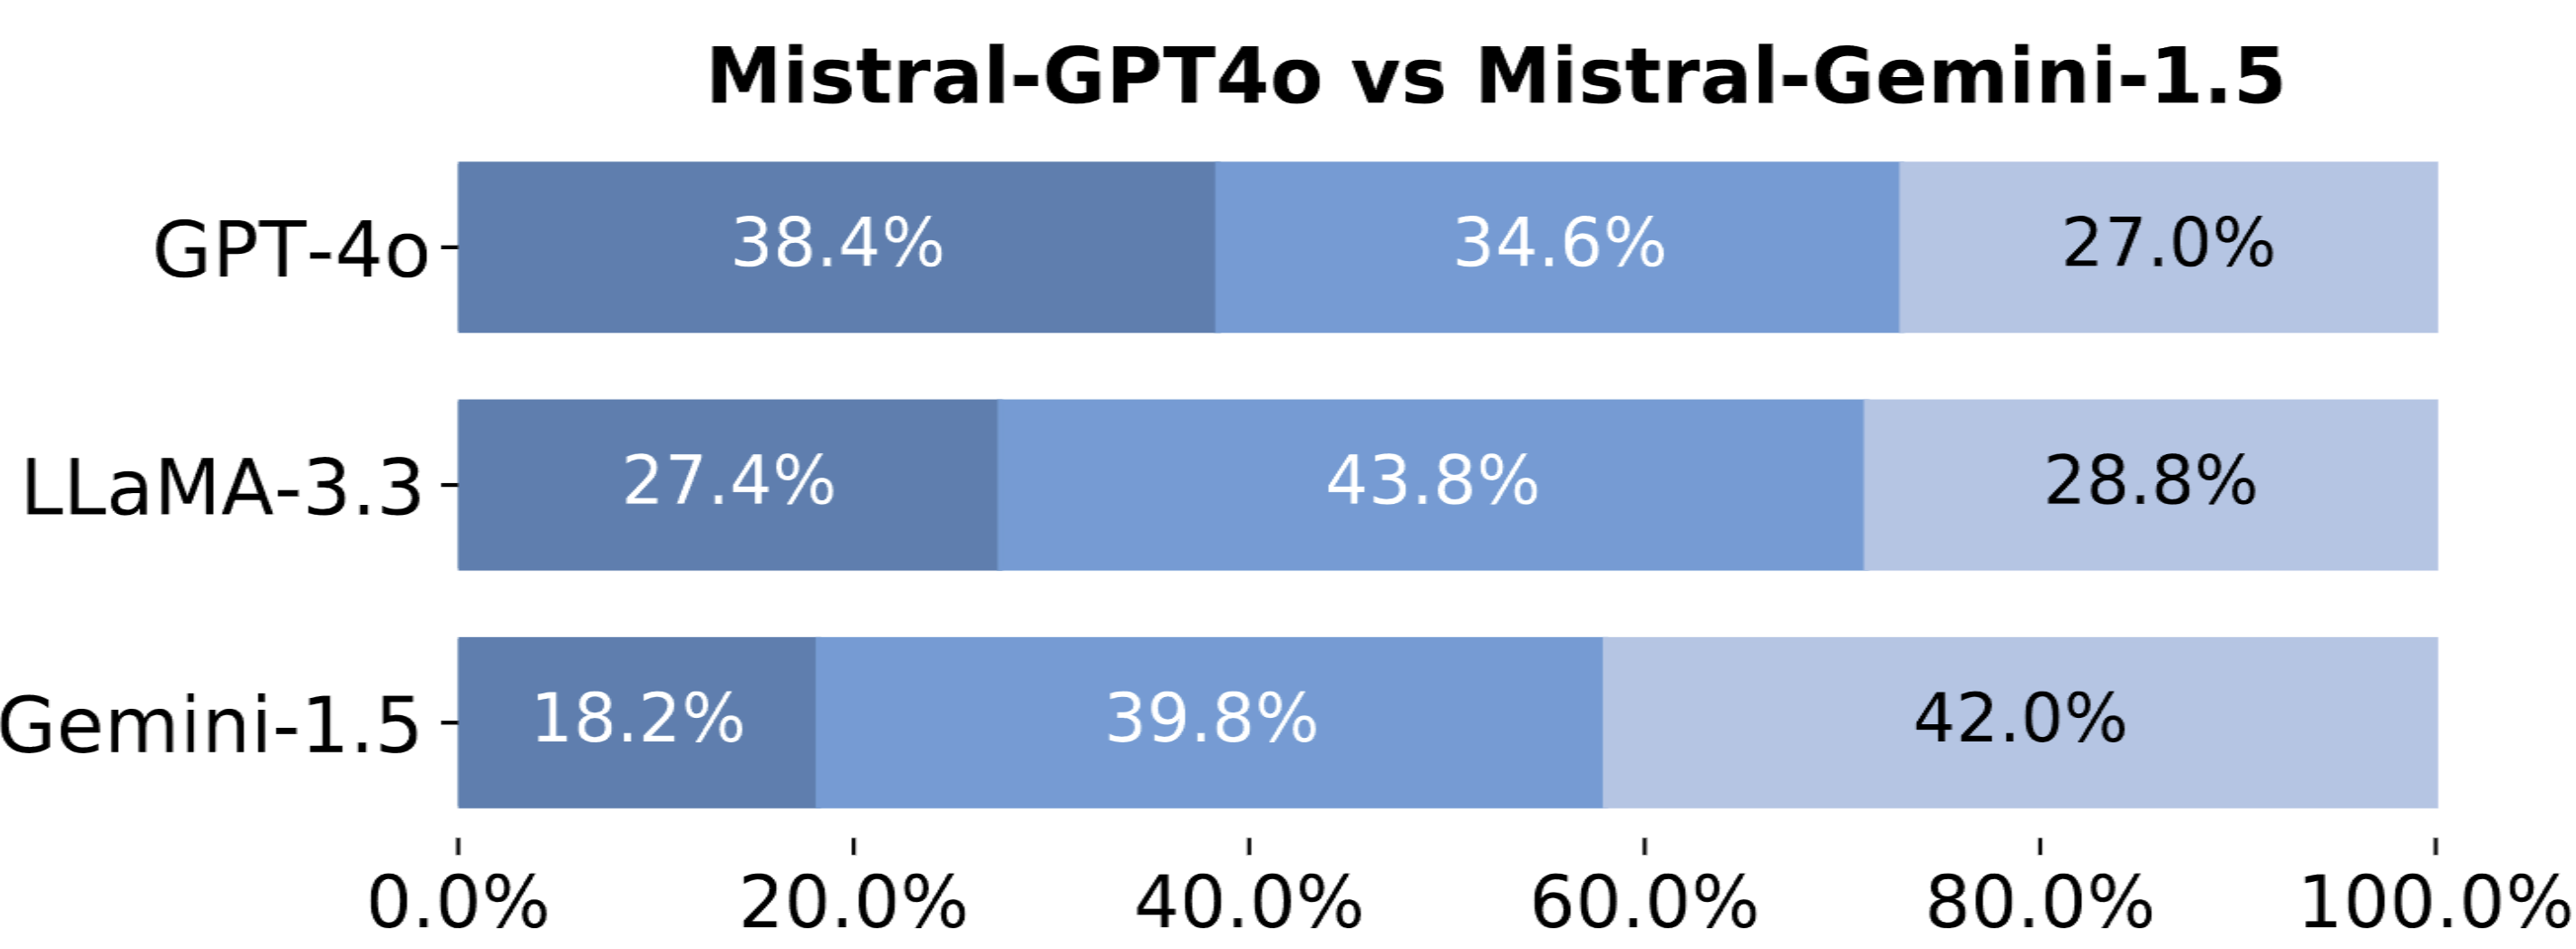 Mistral-GPT4o vs Mistral-Gemini-1.5
GPT-4o 38.4% 34.6% 27.0%
LLaMA-3.3 27.4% 43.8% 28.8%
Gemini-1.5 18.2% 39.8% 42.0%
0.0% 20.0% 40.0% 60.0% 80.0% 100.0%